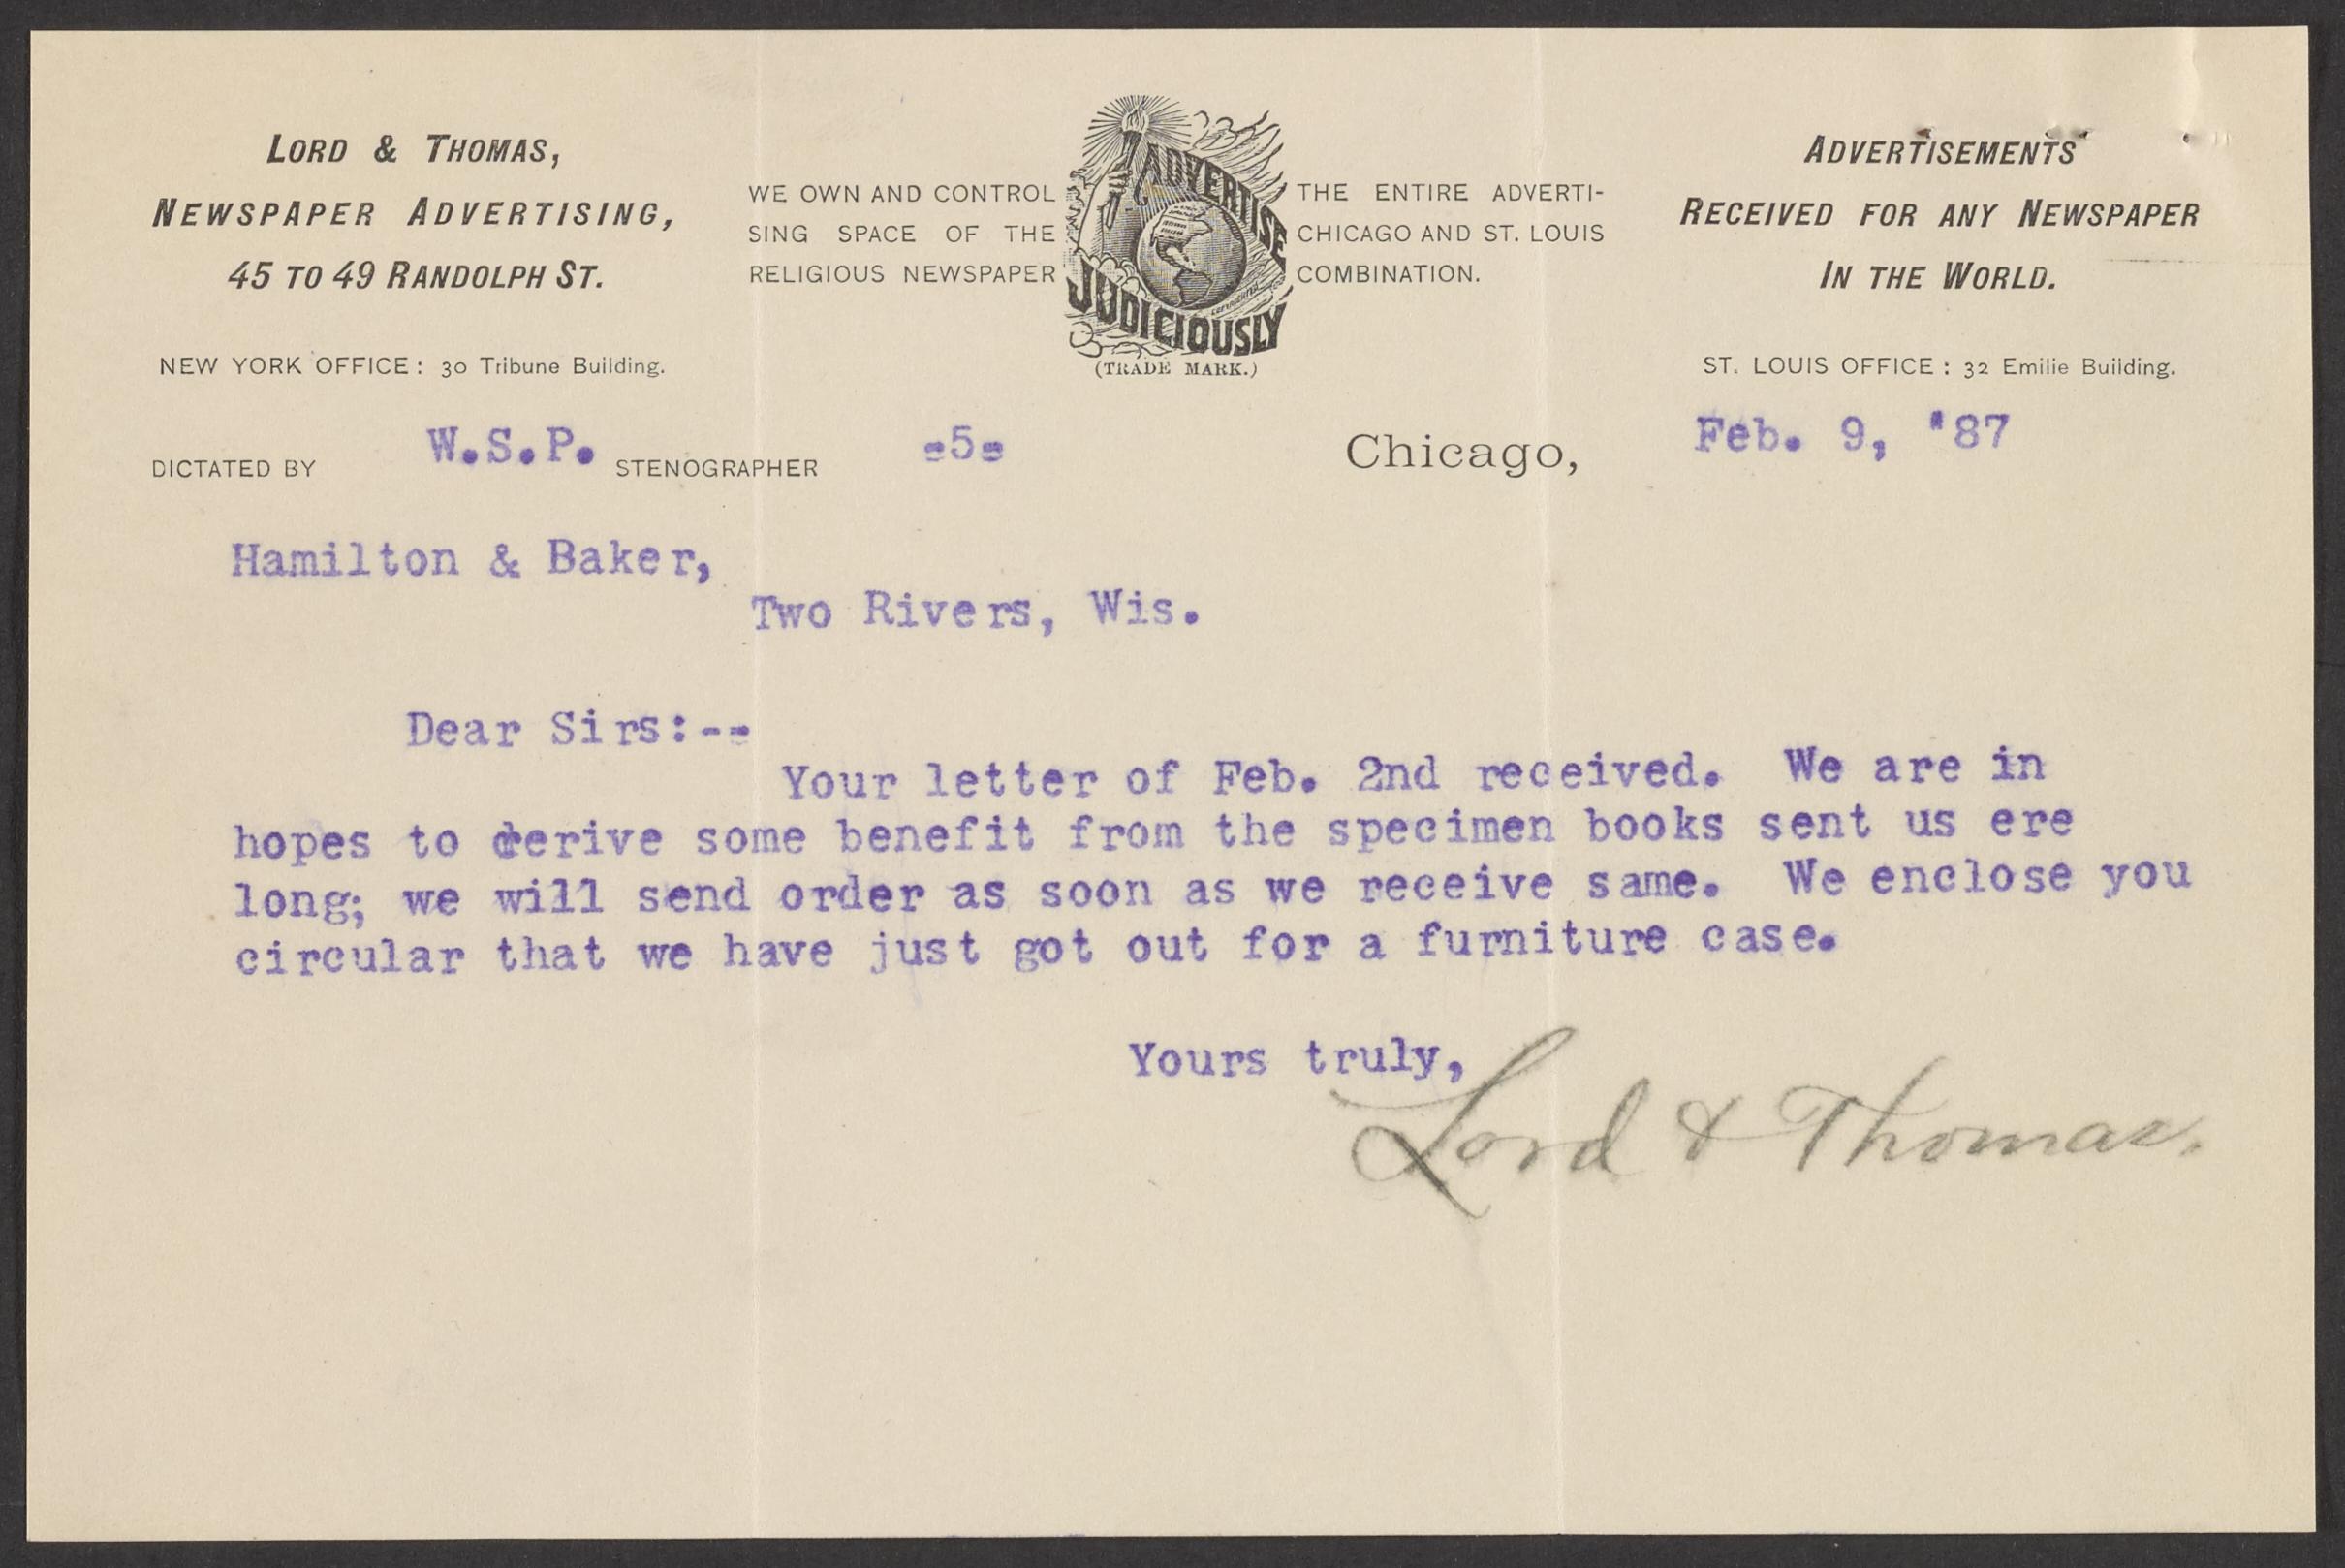 LORD & THOMAS,
NEWSPAPER ADVERTISING,
45 TO 49 RANDOLPH ST.
NEW YORK OFFICE: 30 Tribune Building.
WE OWN AND CONTROL THE ENTIRE ADVERTI-
SING SPACE OF THE CHICAGO AND ST. LOUIS
RELIGIOUS NEWSPAPER COMBINATION.
ADVERTISE
JUDICIOUSLY
(TRADE MARK.)
ADVERTISEMENTS
RECEIVED FOR ANY NEWSPAPER
IN THE WORLD.
ST. LOUIS OFFICE: 32 Emilie Building.
DICTATED BY W.S.P. STENOGRAPHER -5- Chicago, Feb. 9, '87
Hamilton & Baker,
Two Rivers, Wis.
Dear Sirs:--
Your letter of Feb. 2nd received. We are in
hopes to derive some benefit from the specimen books sent us ere
long; we will send order as soon as we receive same. We enclose you
circular that we have just got out for a furniture case.
Yours truly,
Lord & Thomas.